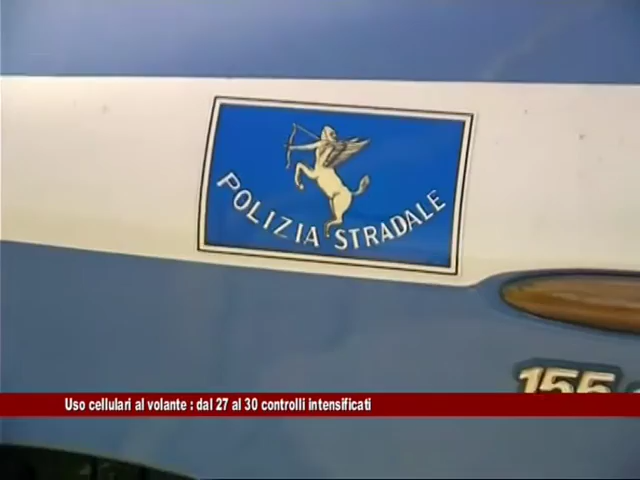 POLIZIA STRADALE
155
Uso cellulari al volante : dal 27 al 30 controlli intensificati